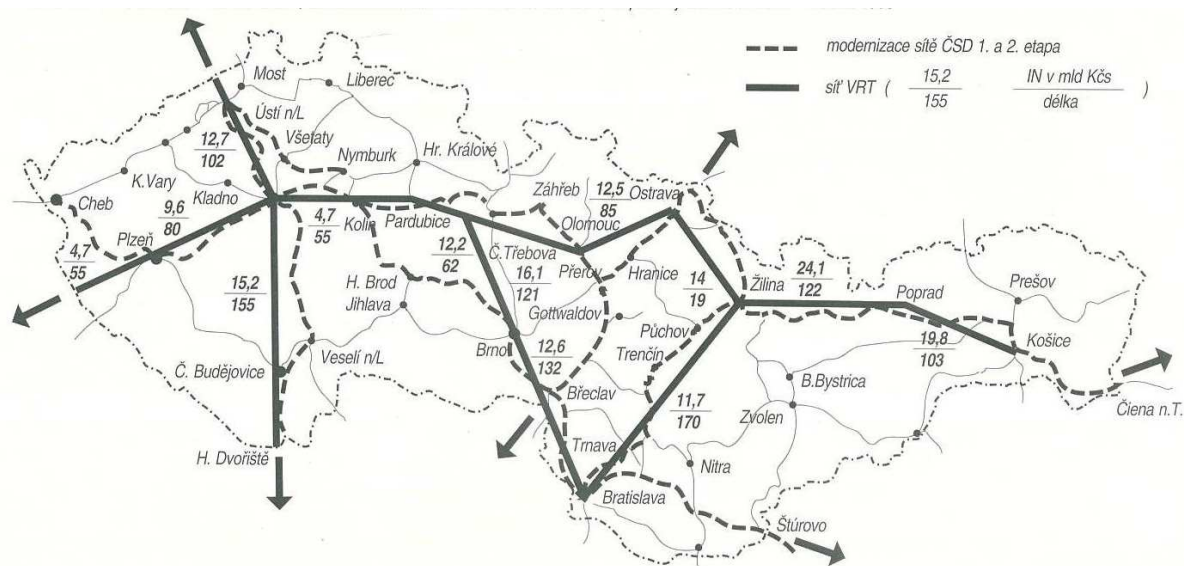 modernizace sítě ČSD 1. a 2. etapa
síť VRT ( 15,2 IN v mld Kčs )
155 délka
Most
Liberec
Ústí n/L
12,7
102
Všetaty
Nymburk
Hr. Králové
K.Vary
Kladno
Cheb
9,6
80
Plzeň
4,7
55
4,7
55
Kolín
Pardubice
Záhřeb
12,5
85
Ostrava
Olomouc
12,2
62
Č.Třebova
16,1
121
Přerov
Hranice
14
19
Žilina
24,1
122
Poprad
Prešov
15,2
155
H. Brod
Jihlava
Gottwaldov
Púchov
Brno
Trenčín
19,8
103
Košice
Veselí n/L
12,6
132
Č. Budějovice
Břeclav
B.Bystrica
11,7
170
Zvolen
Čiena n.T.
H. Dvořiště
Trnava
Nitra
Bratislava
Štúrovo